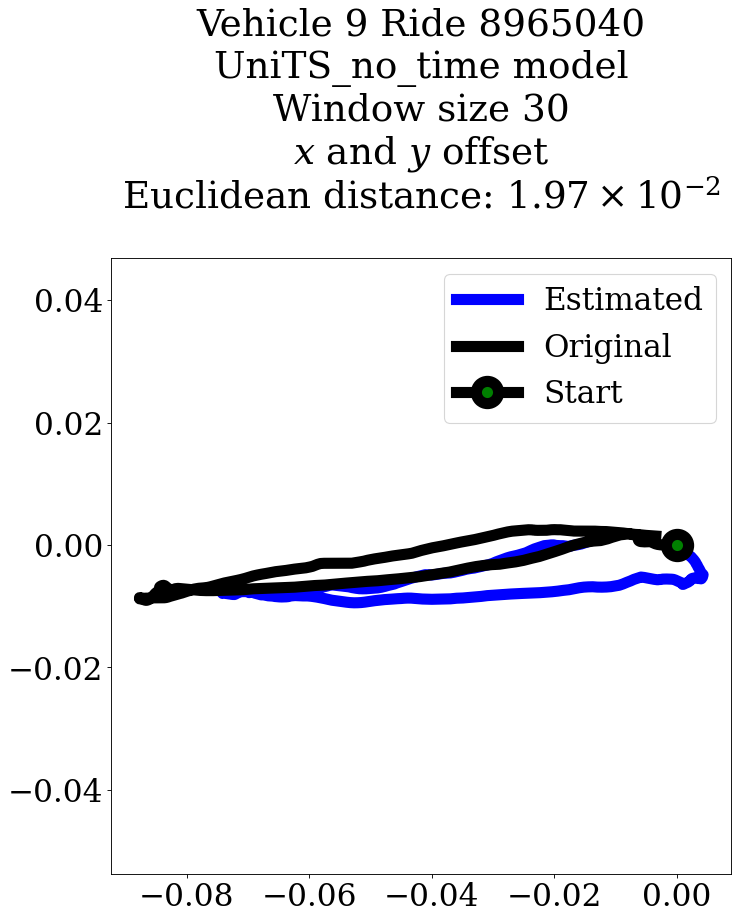 Vehicle 9 Ride 8965040
UniTS_no_time model
Window size 30
x and y offset
Euclidean distance: 1.97 × 10⁻²
Estimated
Original
Start
0.04
0.02
0.00
−0.02
−0.04
−0.08 −0.06 −0.04 −0.02 0.00